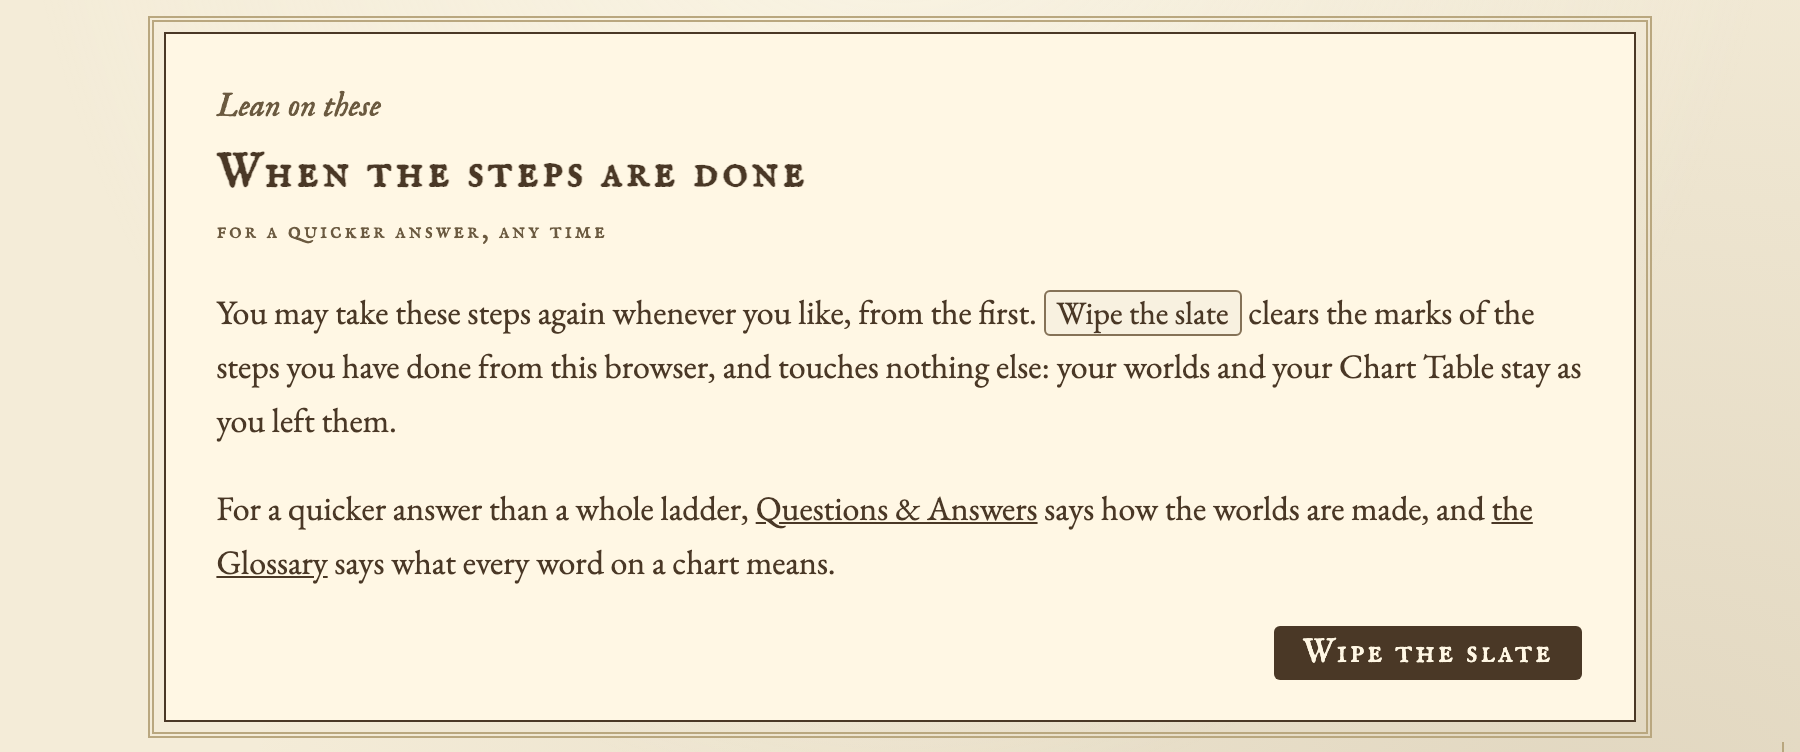 Lean on these
When the steps are done
for a quicker answer, any time
You may take these steps again whenever you like, from the first. Wipe the slate clears the marks of the
steps you have done from this browser, and touches nothing else: your worlds and your Chart Table stay as
you left them.
For a quicker answer than a whole ladder, Questions & Answers says how the worlds are made, and the
Glossary says what every word on a chart means.
Wipe the slate